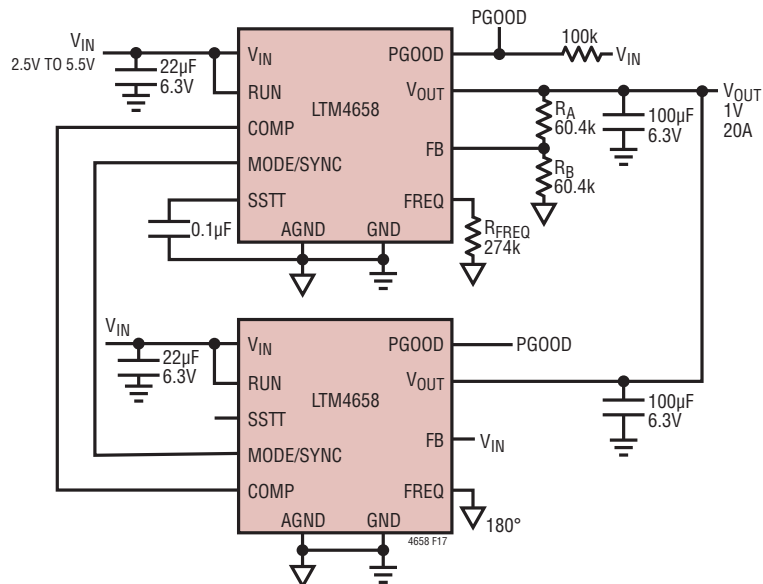 PGOOD
V_IN
2.5V TO 5.5V
22µF
6.3V
V_IN
RUN
COMP
MODE/SYNC
SSTT
0.1µF
LTM4658
AGND
GND
PGOOD
V_OUT
FB
FREQ
100k
V_IN
R_A
60.4k
R_B
60.4k
R_FREQ
274k
100µF
6.3V
V_OUT
1V
20A
V_IN
22µF
6.3V
V_IN
RUN
SSTT
MODE/SYNC
COMP
LTM4658
AGND
GND
PGOOD
V_OUT
FB
FREQ
PGOOD
V_IN
180°
100µF
6.3V
4658 F17